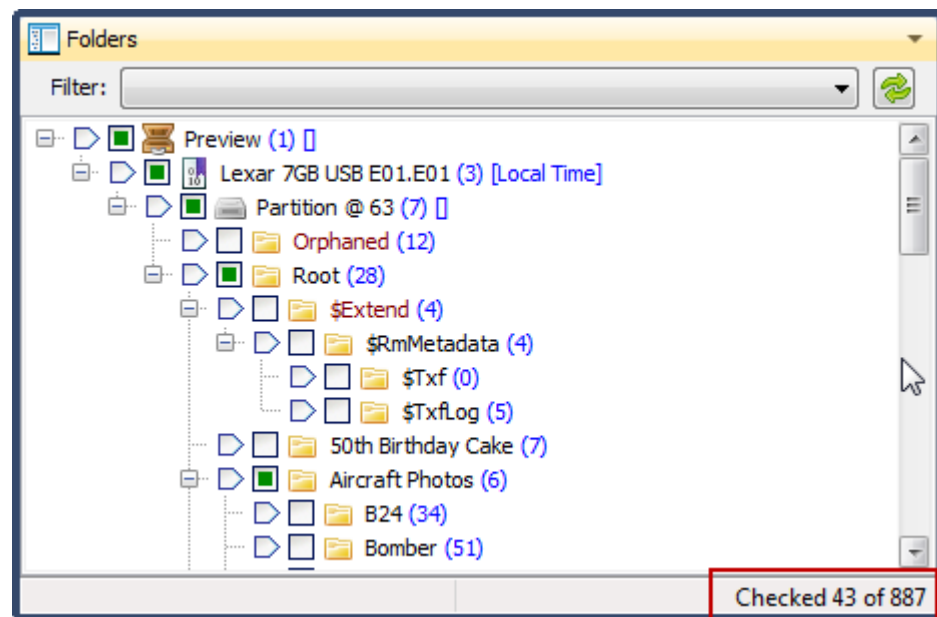 Folders
Filter:
Preview (1) []
Lexar 7GB USB E01.E01 (3) [Local Time]
Partition @ 63 (7) []
Orphaned (12)
Root (28)
$Extend (4)
$RmMetadata (4)
$Txf (0)
$TxfLog (5)
50th Birthday Cake (7)
Aircraft Photos (6)
B24 (34)
Bomber (51)
Checked 43 of 887